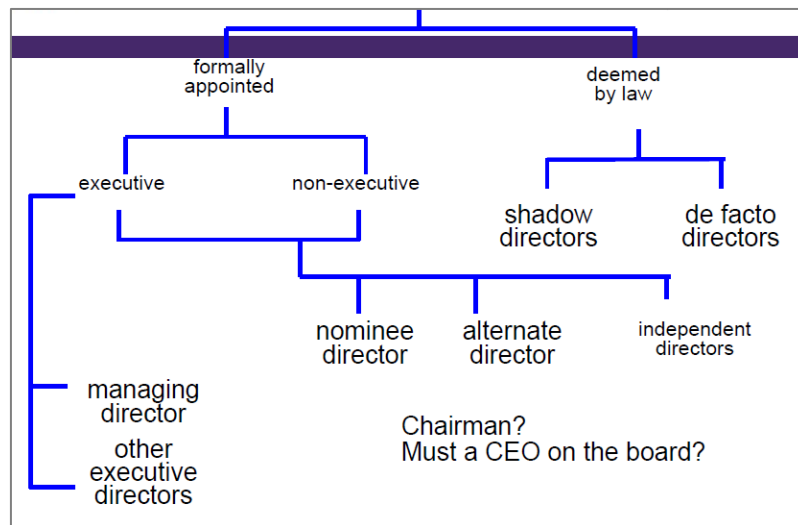 formally
appointed
deemed
by law
executive
non-executive
shadow
directors
de facto
directors
nominee
director
alternate
director
independent
directors
managing
director
other
executive
directors
Chairman?
Must a CEO on the board?